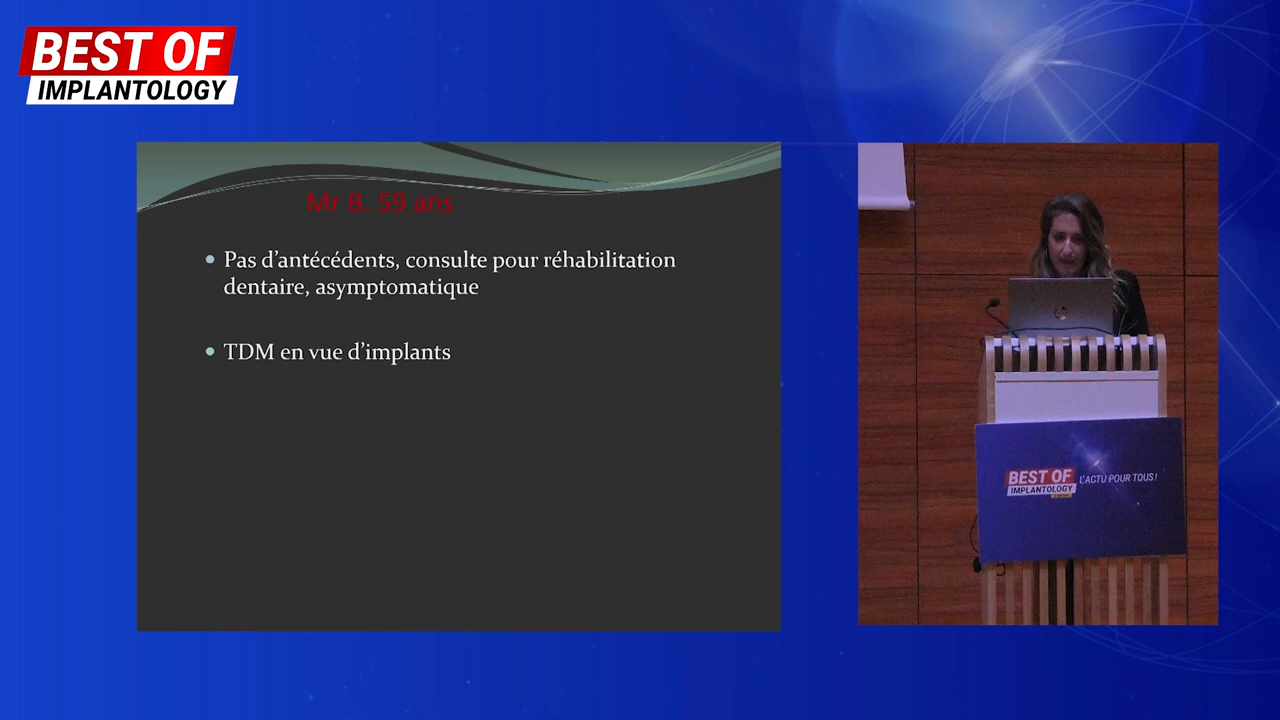 BEST OF
IMPLANTOLOGY
Mr B. 59 ans
• Pas d’antécédents, consulte pour réhabilitation
dentaire, asymptomatique
• TDM en vue d’implants
BEST OF
IMPLANTOLOGY
L'ACTU POUR TOUS !